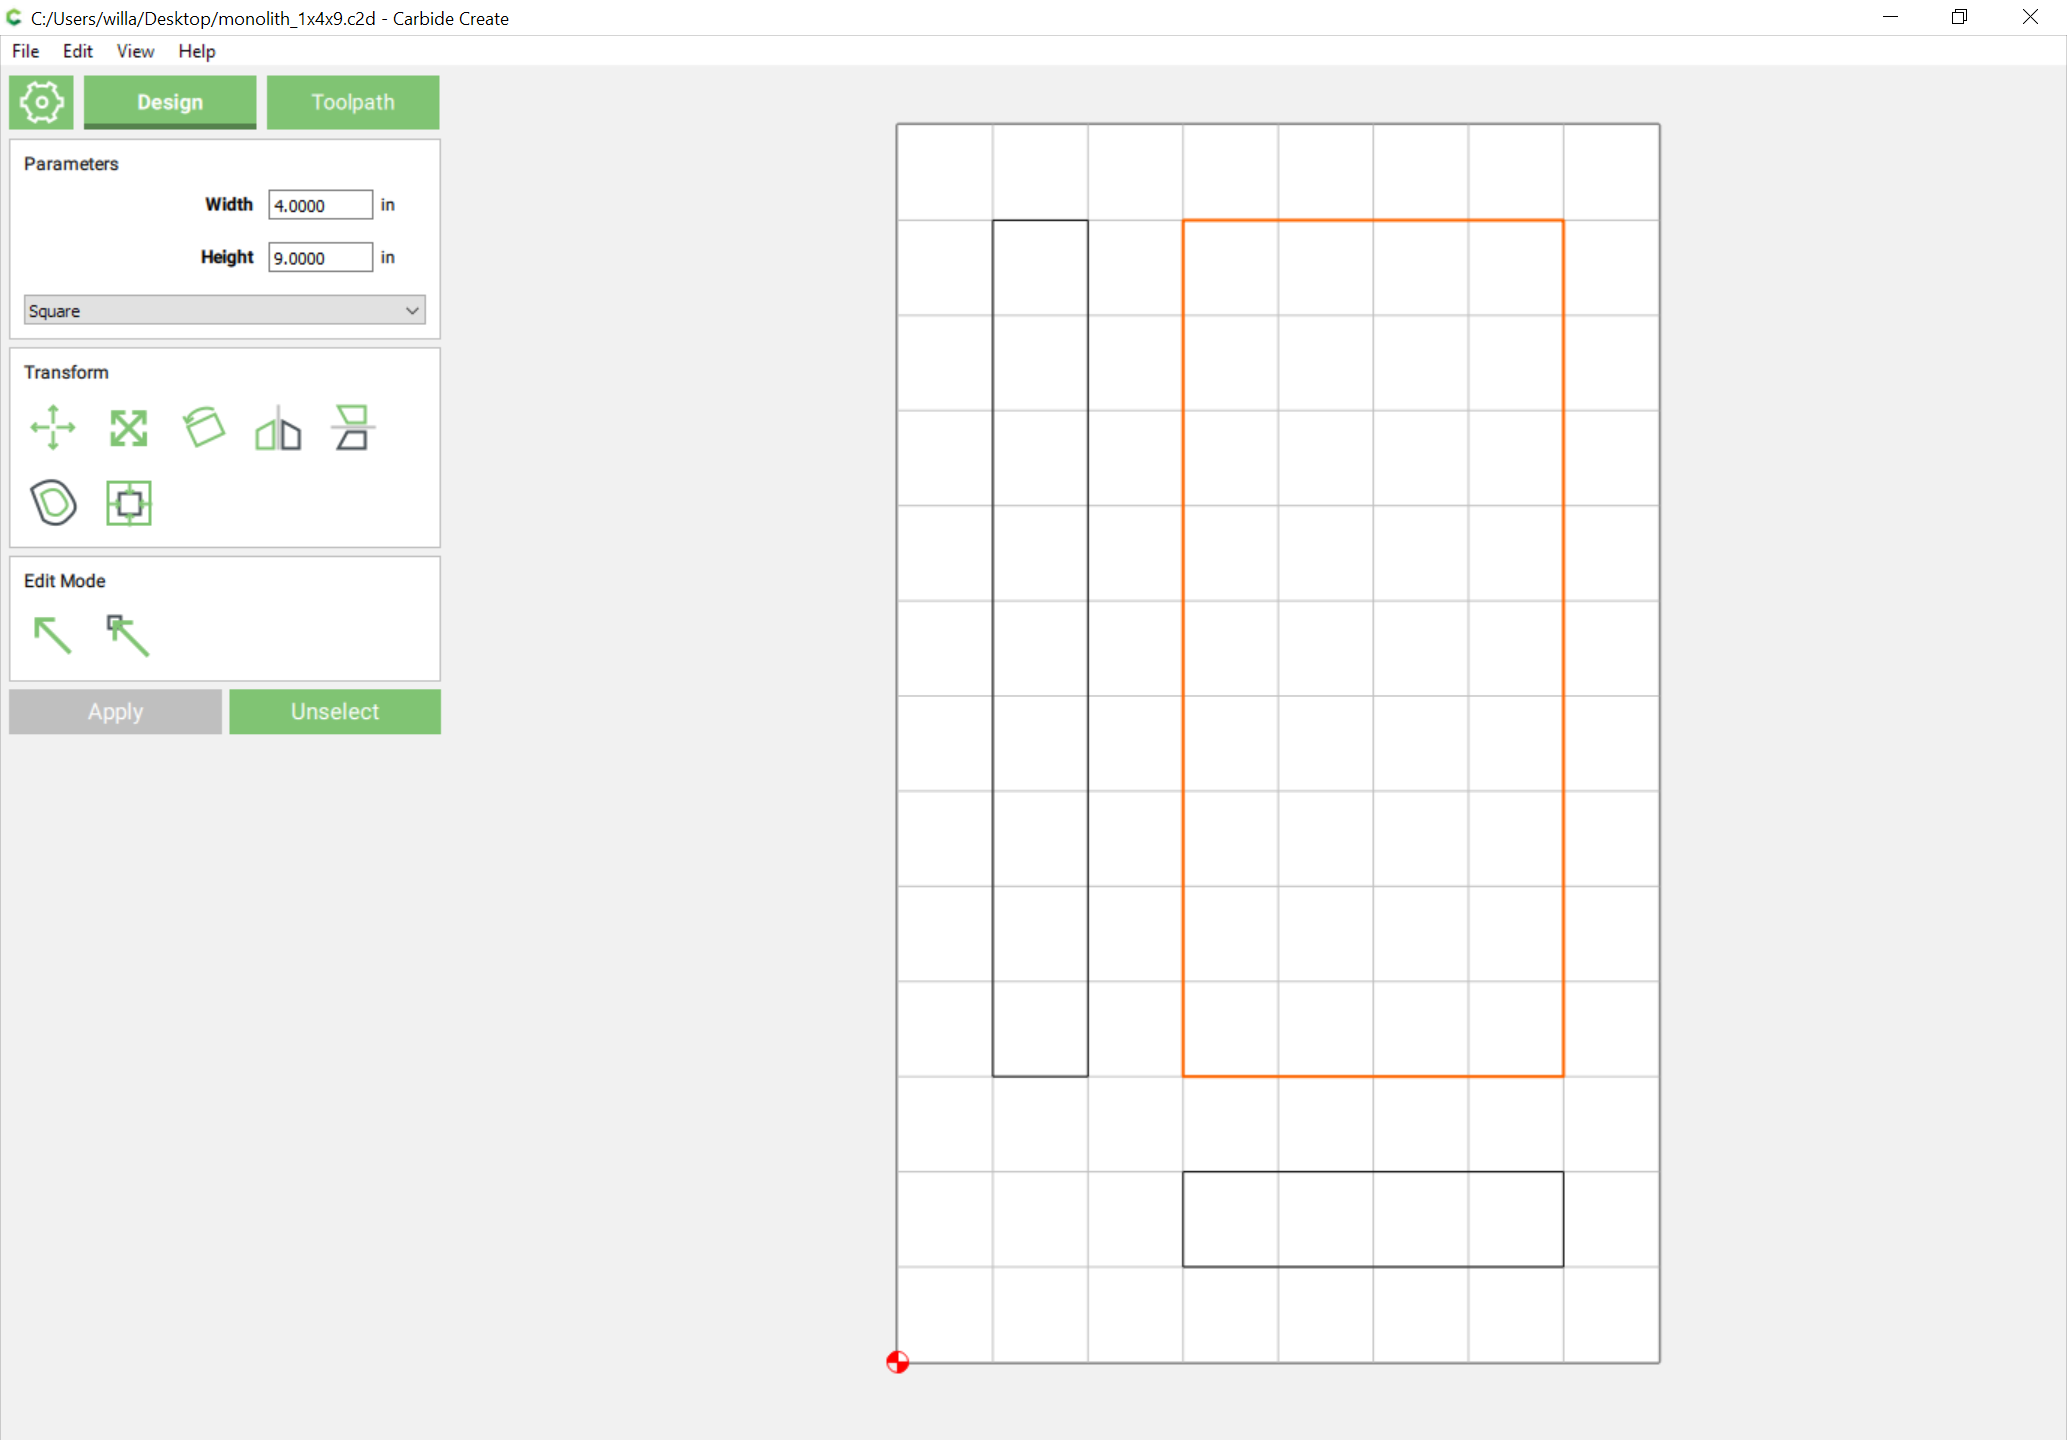 C:/Users/willa/Desktop/monolith_1x4x9.c2d - Carbide Create
File Edit View Help
Design Toolpath
Parameters
Width 4.0000 in
Height 9.0000 in
Square
Transform
Edit Mode
Apply Unselect